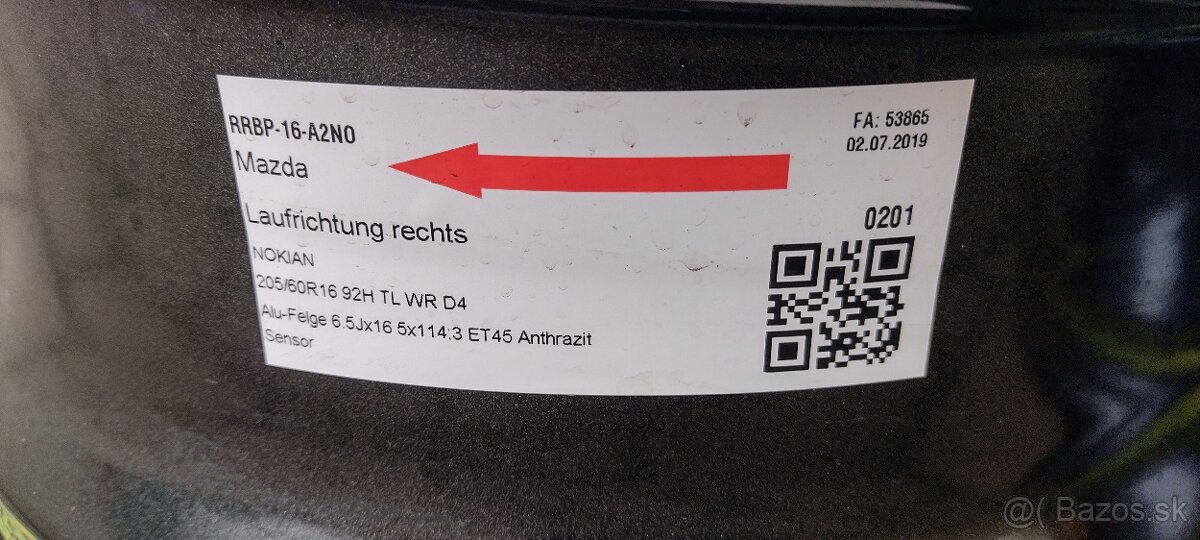 RRBP-16-A2N0
FA: 53865
Mazda
02.07.2019
Laufrichtung rechts
0201
NOKIAN
205/60R16 92H TL WR D4
Alu-Felge 6.5Jx16 5x114.3 ET45 Anthrazit
Sensor
@( Bazos.sk